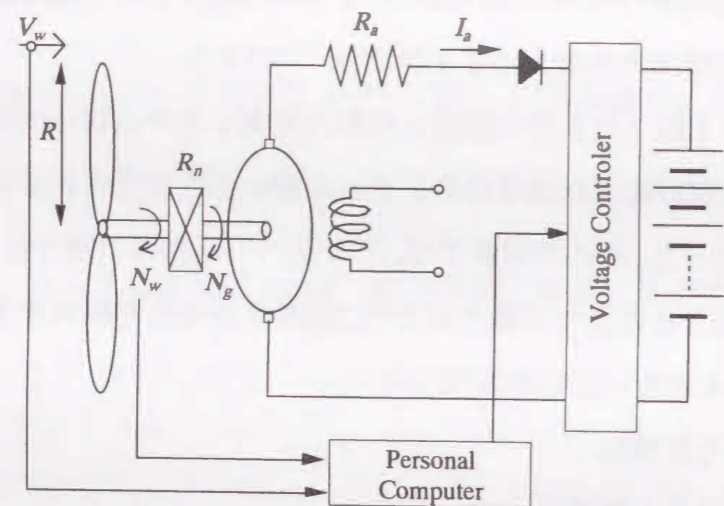 V_w
R
R_a
I_a
R_n
N_w
N_g
Voltage Controler
Personal
Computer